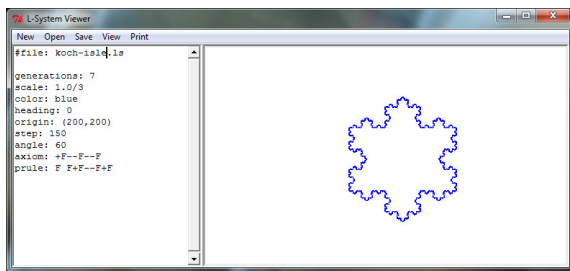 L-System Viewer
New Open Save View Print
#file: koch-isle.ls
generations: 7
scale: 1.0/3
color: blue
heading: 0
origin: (200,200)
step: 150
angle: 60
axiom: +F--F--F
prule: F F+F--F+F